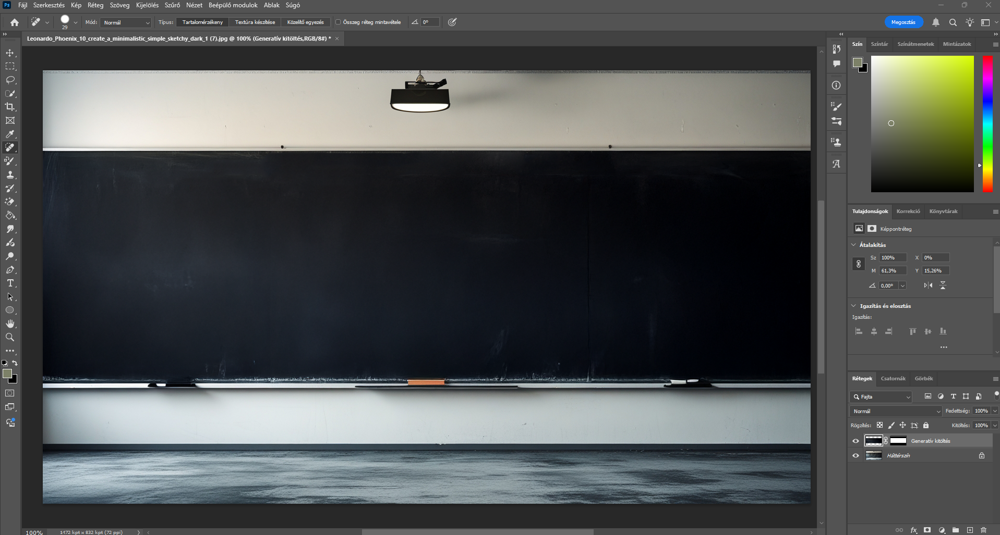 Ps Fájl Szerkesztés Kép Réteg Szöveg Kijelölés Szűrő Nézet Beépülő modulok Ablak Súgó
29 Mód: Normál Típus: Tartalomérzékeny Textúra készítése Közelítő egyezés Összeg réteg mintavétele 0° Megosztás
Leonardo_Phoenix_10_create_a_minimalistic_simple_sketchy_dark_1 (7).jpg @ 100% (Generatív kitöltés,RGB/8#) *
Szín Színtár Színátmenetek Mintázatok
Tulajdonságok Korrekció Könyvtárak
Képpontréteg
Átalakítás
Sz 100% X 0%
M 61,3% Y 15,26%
0,00°
Igazítás és elosztás
Igazítás:
Rétegek Csatornák Görbék
Fajta
Normál Fedettség: 100%
Rögzítés: Kitöltés: 100%
Generatív kitöltés
Háttérszín
100% 1472 kpt x 832 kpt (72 ppi)